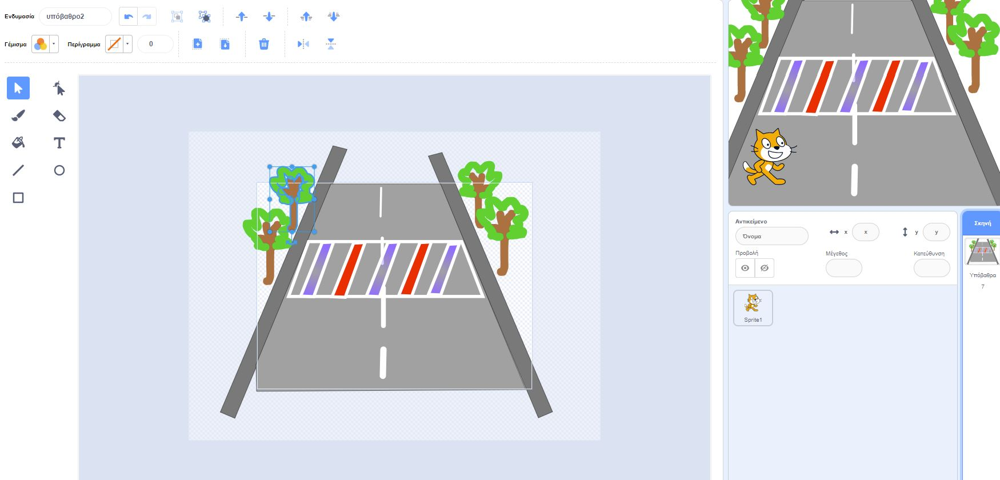 Ενδυμασία υπόβαθρο2
Γέμισμα Περίγραμμα 0
T
Αντικείμενο
Όνομα x x y y
Προβολή Μέγεθος Κατεύθυνση
Sprite1
Σκηνή
Υπόβαθρα
7